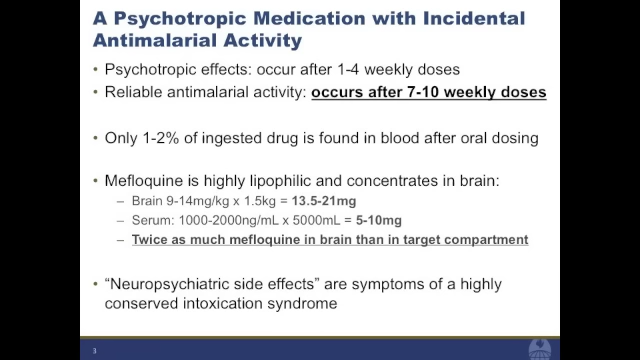 A Psychotropic Medication with Incidental
Antimalarial Activity
• Psychotropic effects: occur after 1-4 weekly doses
• Reliable antimalarial activity: occurs after 7-10 weekly doses
• Only 1-2% of ingested drug is found in blood after oral dosing
• Mefloquine is highly lipophilic and concentrates in brain:
– Brain 9-14mg/kg x 1.5kg = 13.5-21mg
– Serum: 1000-2000ng/mL x 5000mL = 5-10mg
– Twice as much mefloquine in brain than in target compartment
• “Neuropsychiatric side effects” are symptoms of a highly
conserved intoxication syndrome
3